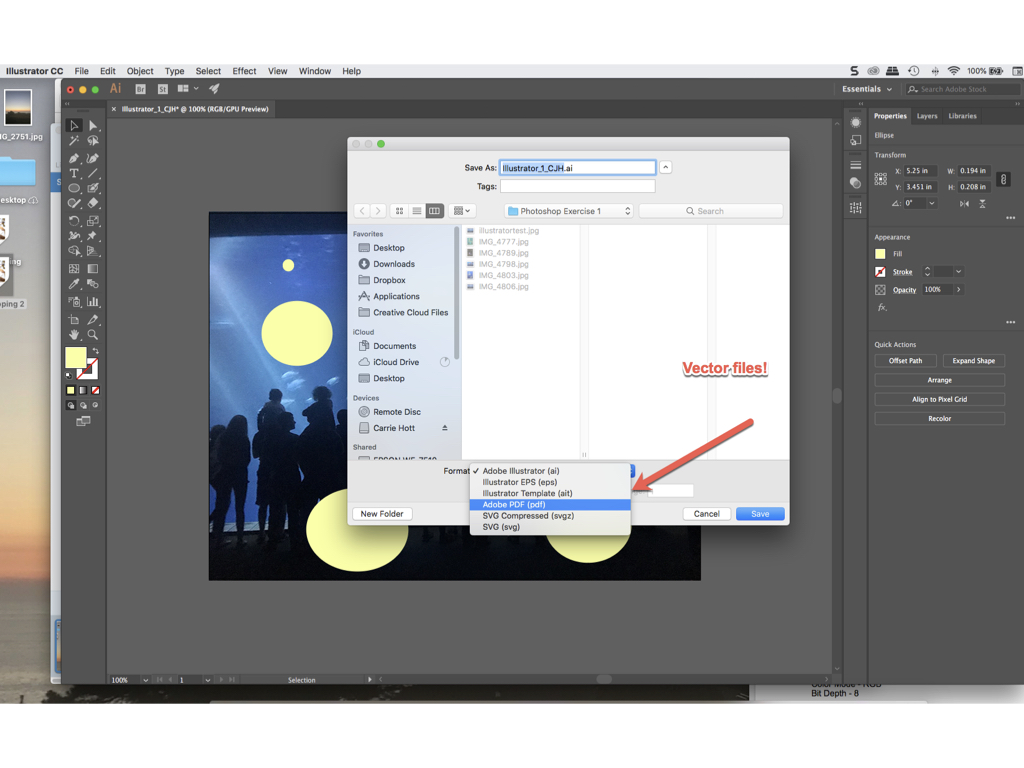 Illustrator CC File Edit Object Type Select Effect View Window Help 100%
Ai Br St Essentials Search Adobe Stock
× Illustrator_1_CJH* @ 100% (RGB/GPU Preview)
IG_2751.jpg
esktop
ng
ping 2
Save As: Illustrator_1_CJH.ai
Tags:
Photoshop Exercise 1 Search
Favorites
Desktop
Downloads
Dropbox
Applications
Creative Cloud Files
iCloud
Documents
iCloud Drive
Desktop
Devices
Remote Disc
Carrie Hott
Shared
illustratortest.jpg
IMG_4777.jpg
IMG_4789.jpg
IMG_4798.jpg
IMG_4803.jpg
IMG_4806.jpg
Vector files!
Format ✓ Adobe Illustrator (ai)
Illustrator EPS (eps)
Illustrator Template (ait)
Adobe PDF (pdf)
SVG Compressed (svgz)
SVG (svg)
New Folder Cancel Save
Properties Layers Libraries
Ellipse
Transform
X: 5.25 in W: 0.194 in
Y: 3.451 in H: 0.208 in
0°
Appearance
Fill
Stroke
Opacity 100%
fx.
Quick Actions
Offset Path Expand Shape
Arrange
Align to Pixel Grid
Recolor
100% 1 Selection
Bit Depth - 8